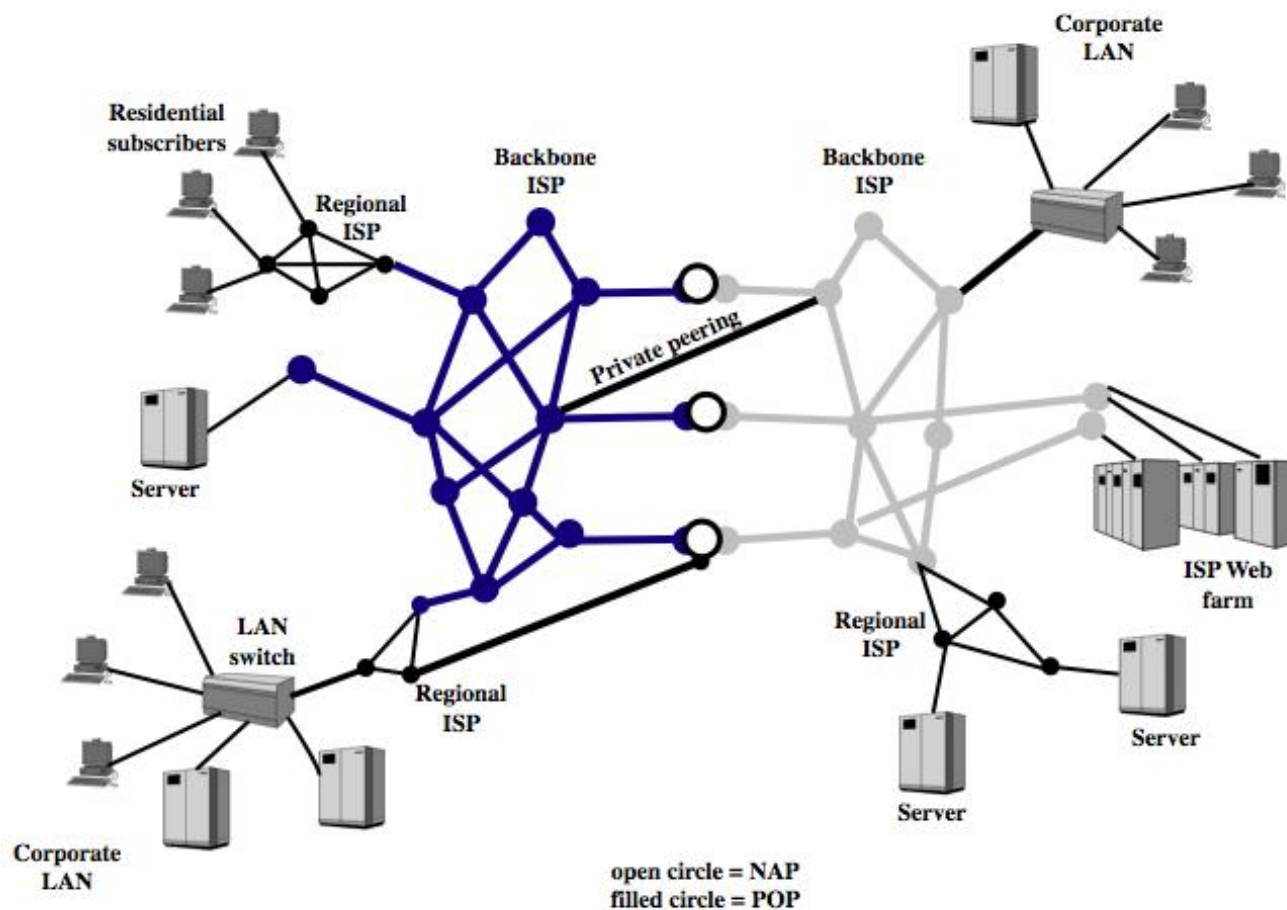 Corporate
LAN
Residential
subscribers
Backbone
ISP
Backbone
ISP
Regional
ISP
Private peering
Server
ISP Web
farm
LAN
switch
Regional
ISP
Regional
ISP
Server
Server
Corporate
LAN
open circle = NAP
filled circle = POP